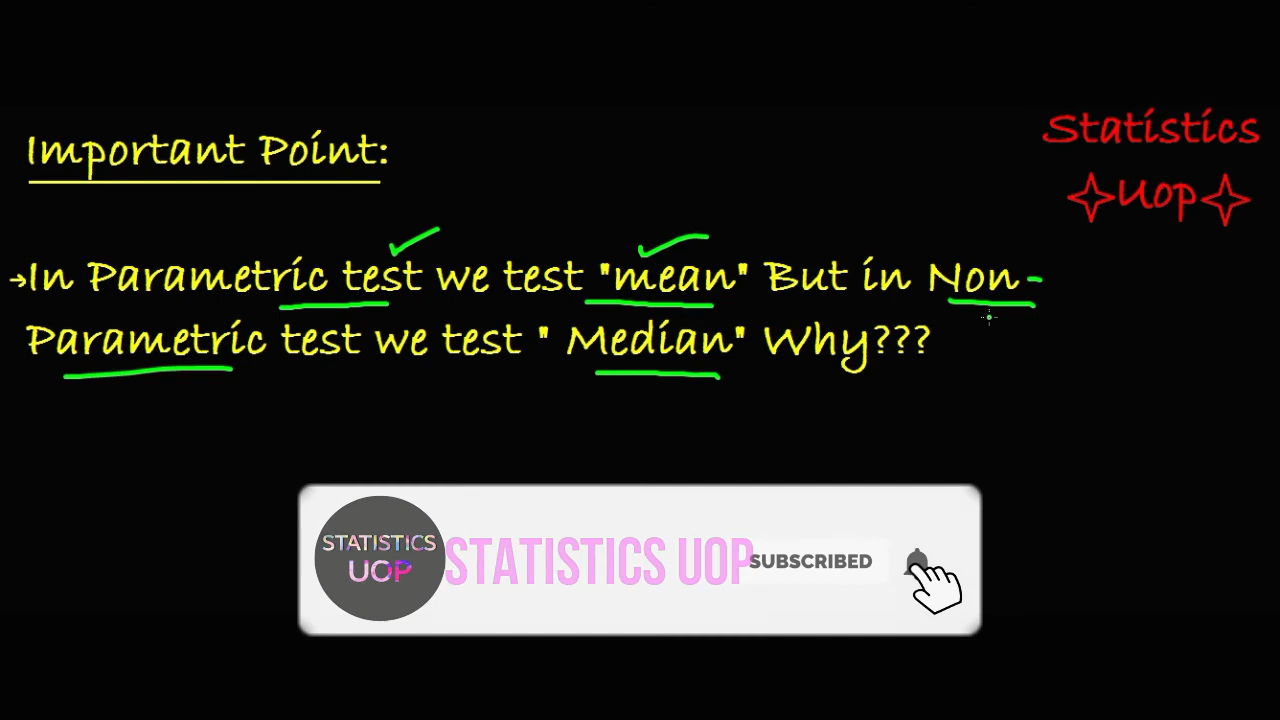 Important Point:
Statistics
Uop
→In Parametric test we test "mean" But in Non-
Parametric test we test " Median" Why???
STATISTICS
UOP
STATISTICS UOP
SUBSCRIBED